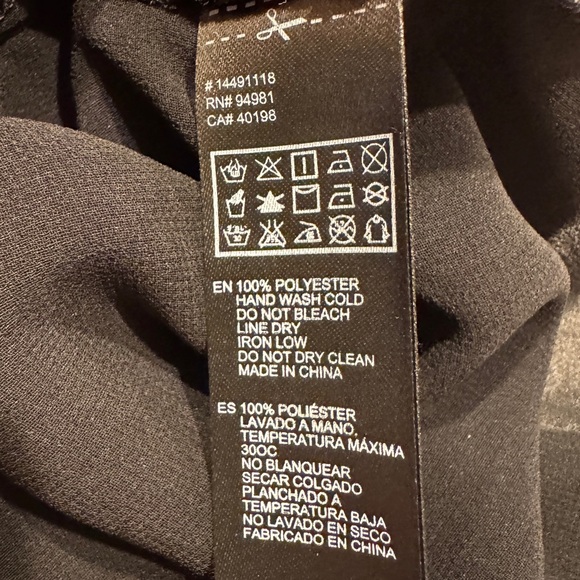 # 14491118
RN# 94981
CA# 40198
EN 100% POLYESTER
HAND WASH COLD
DO NOT BLEACH
LINE DRY
IRON LOW
DO NOT DRY CLEAN
MADE IN CHINA
ES 100% POLIÉSTER
LAVADO A MANO,
TEMPERATURA MÁXIMA
30OC
NO BLANQUEAR
SECAR COLGADO
PLANCHADO A
TEMPERATURA BAJA
NO LAVADO EN SECO
FABRICADO EN CHINA